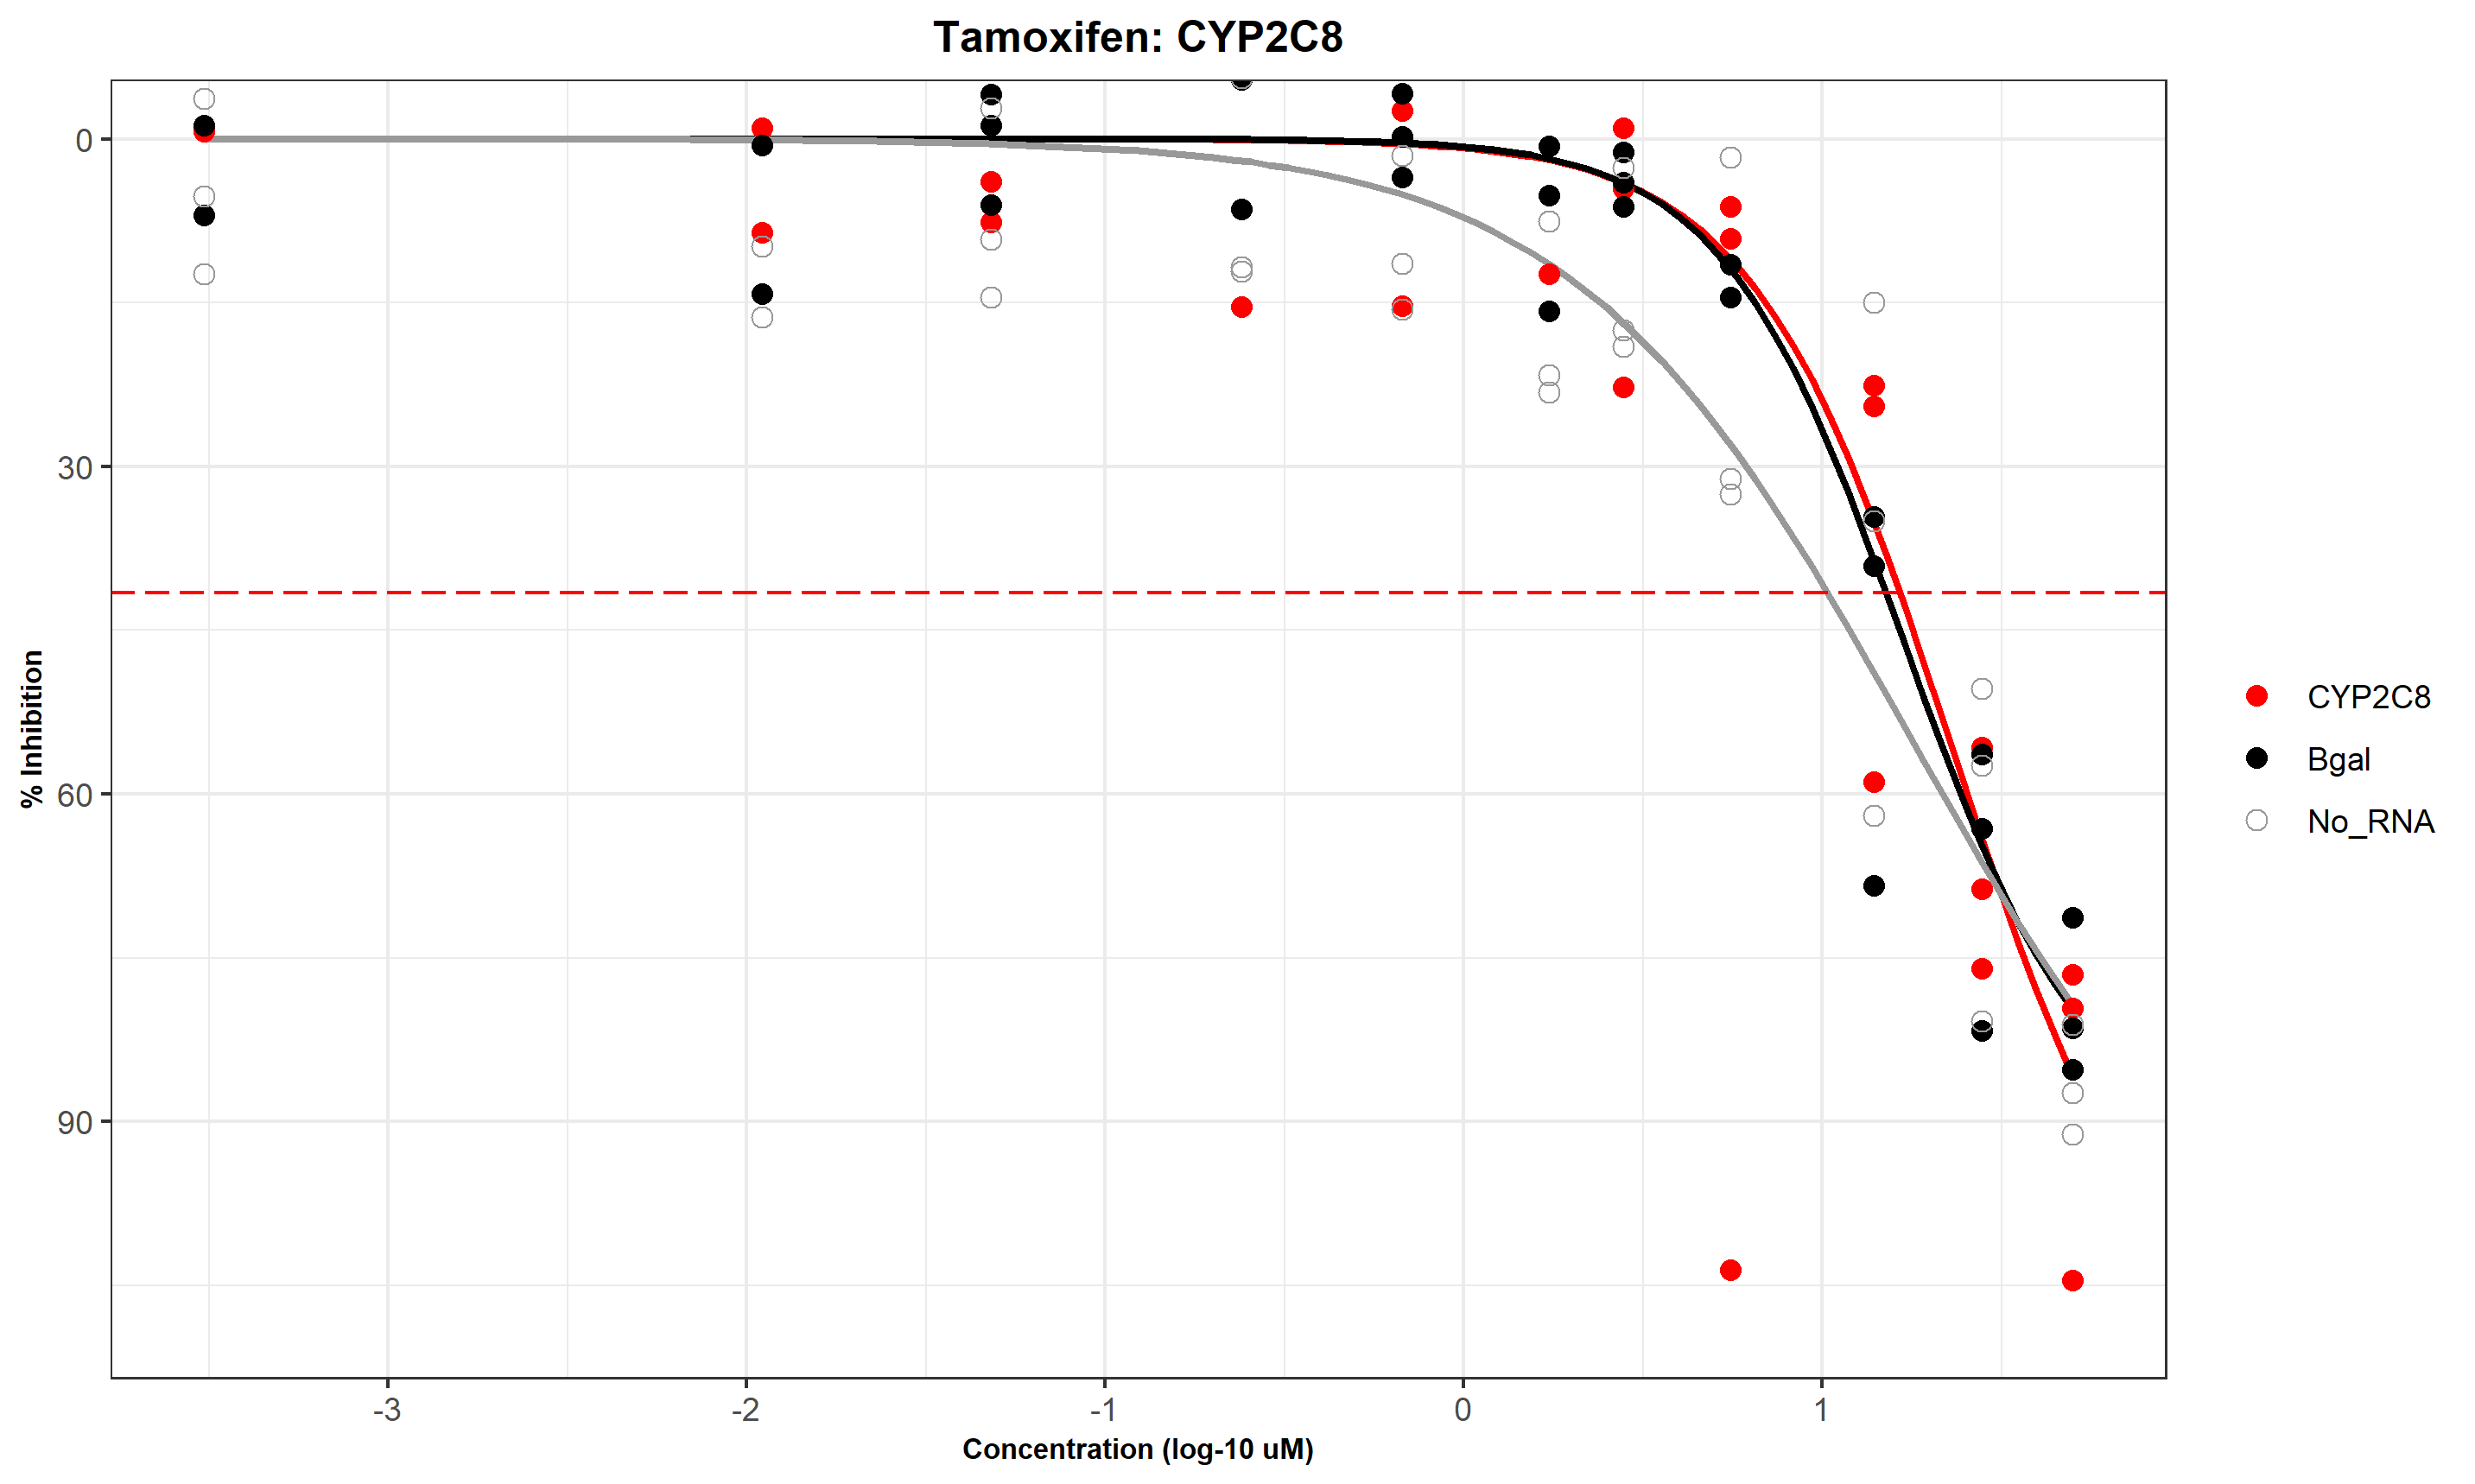 Tamoxifen: CYP2C8
% Inhibition
0
30
60
90
-3
-2
-1
0
1
Concentration (log-10 uM)
CYP2C8
Bgal
No_RNA